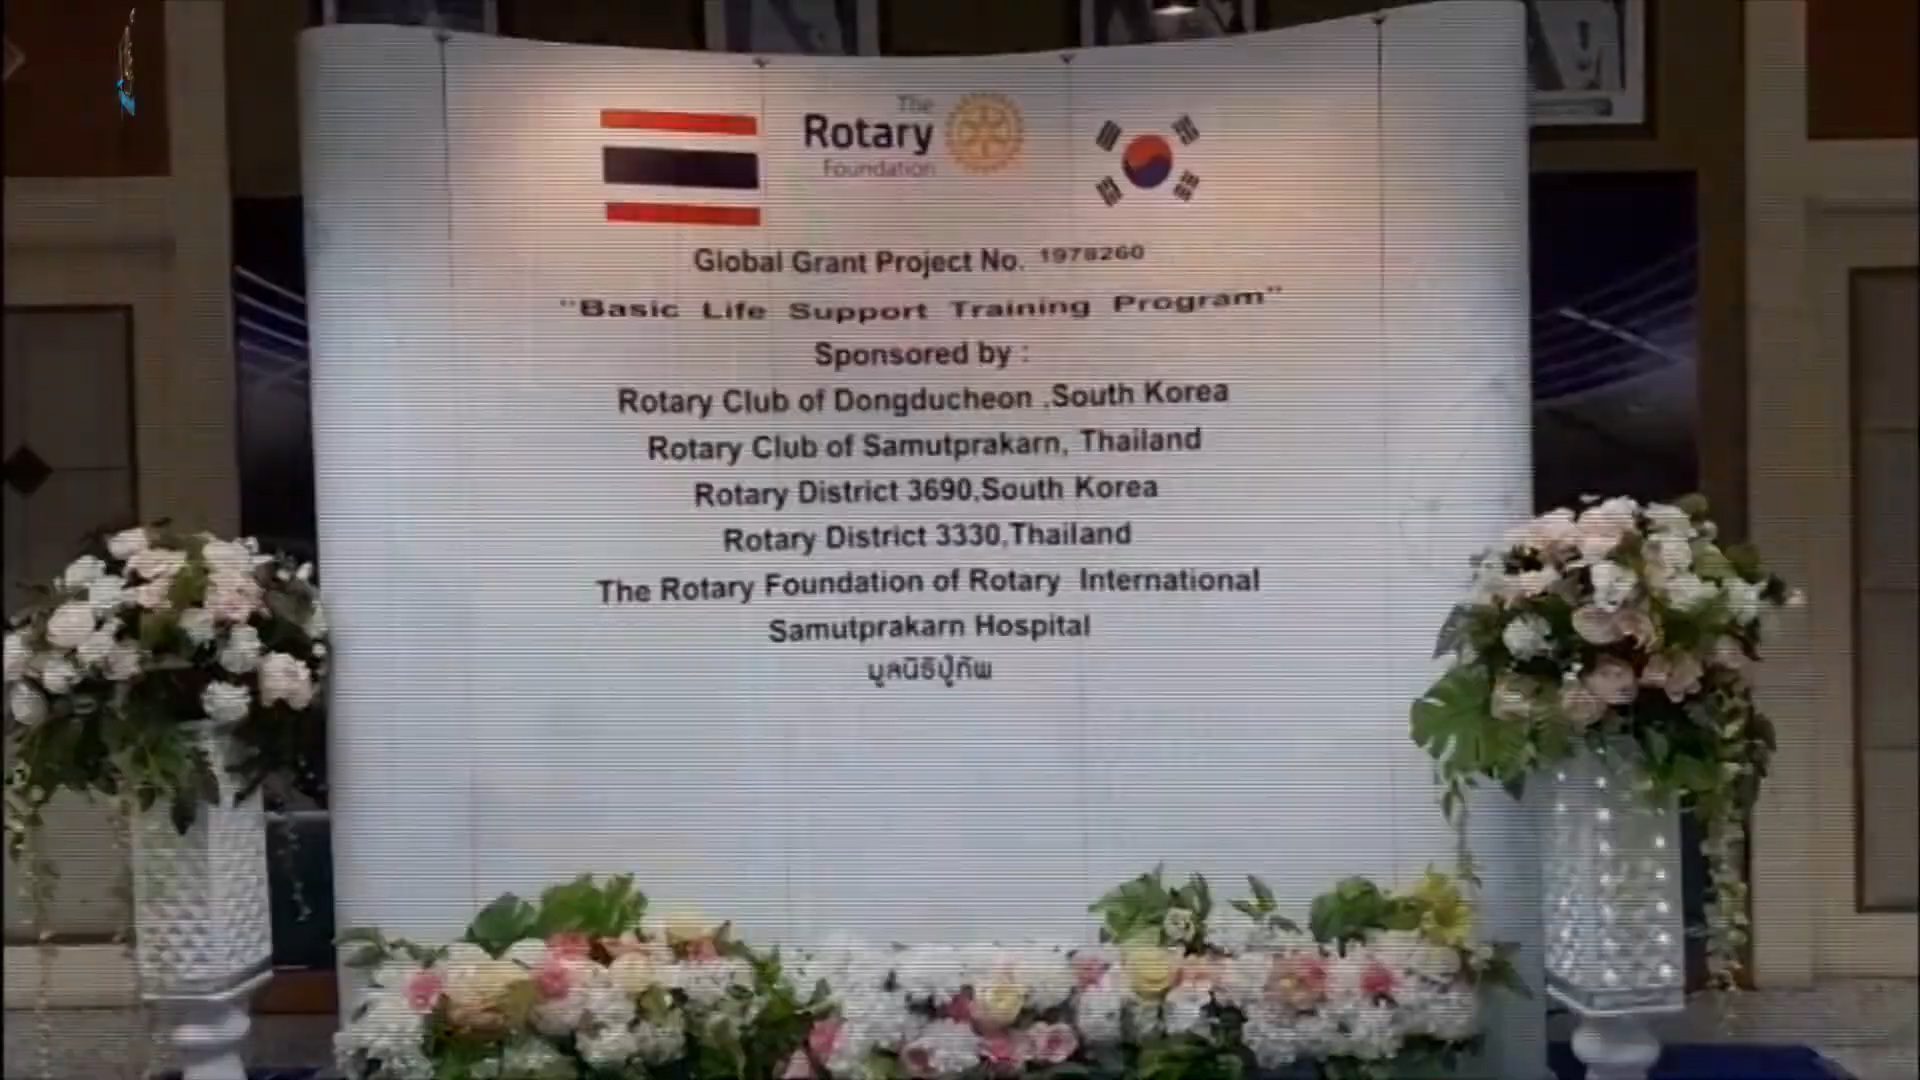 The
Rotary
Foundation
Global Grant Project No. 1978260
"Basic Life Support Training Program"
Sponsored by :
Rotary Club of Dongducheon ,South Korea
Rotary Club of Samutprakarn, Thailand
Rotary District 3690,South Korea
Rotary District 3330,Thailand
The Rotary Foundation of Rotary International
Samutprakarn Hospital
มูลนิธิปู่ทัพ